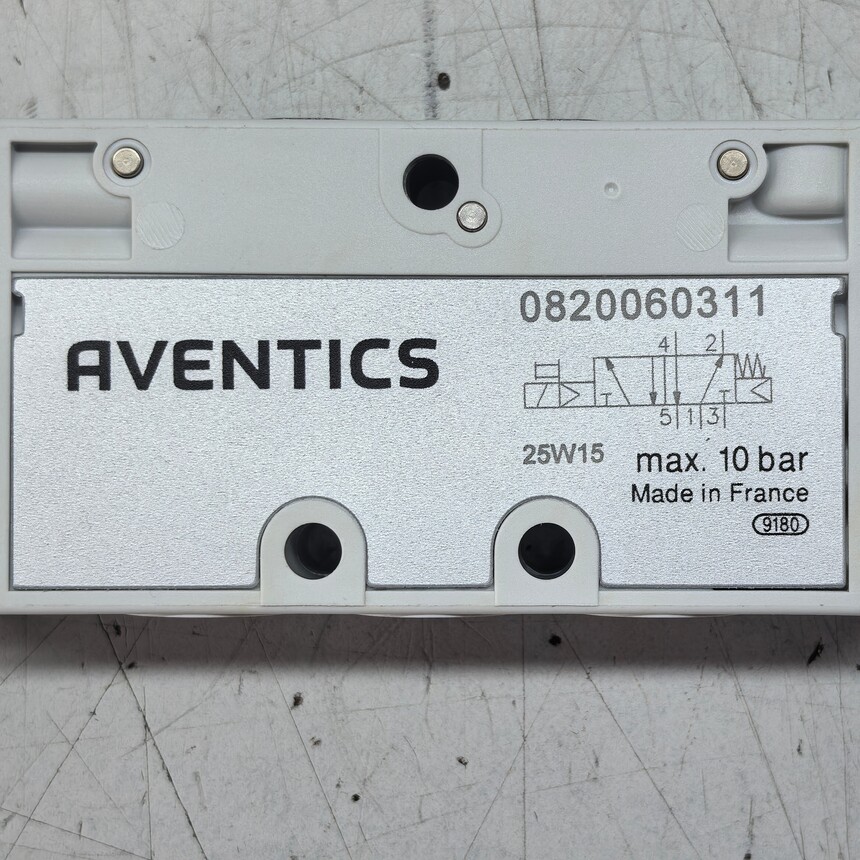 0820060311
AVENTICS
4 2
5 1 3
25W15
max. 10 bar
Made in France
9180